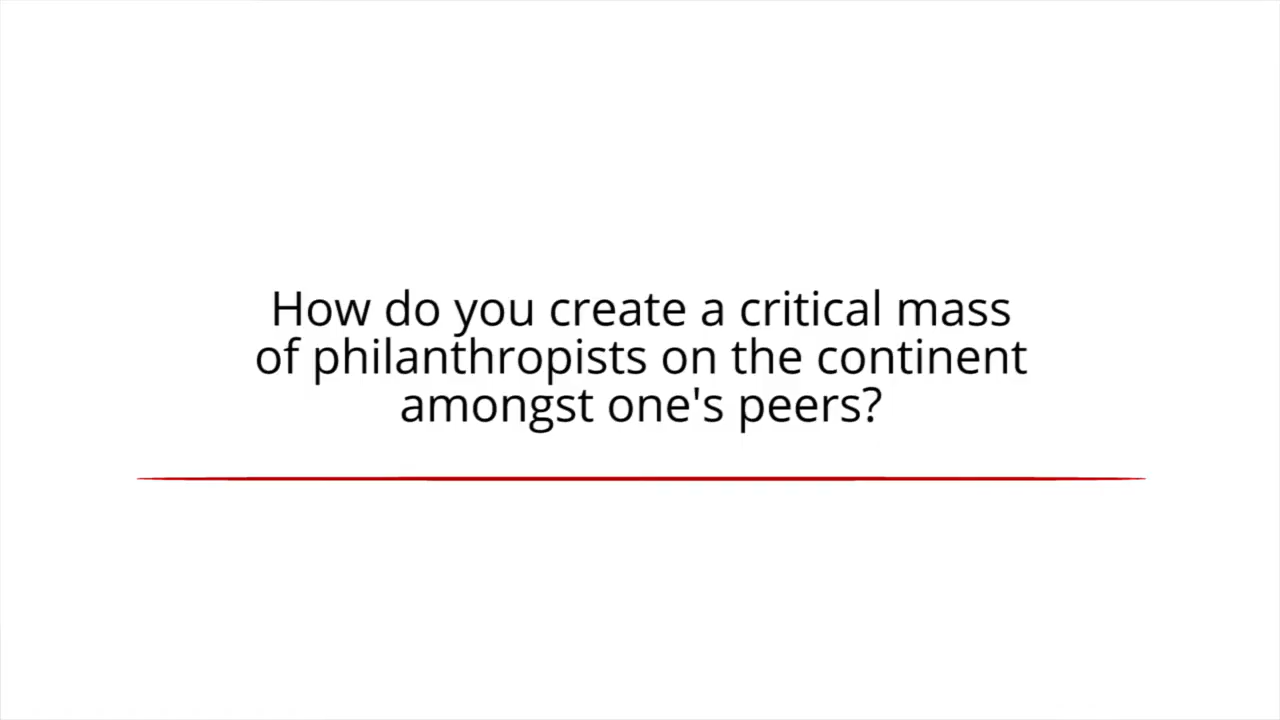 How do you create a critical mass
of philanthropists on the continent
amongst one's peers?